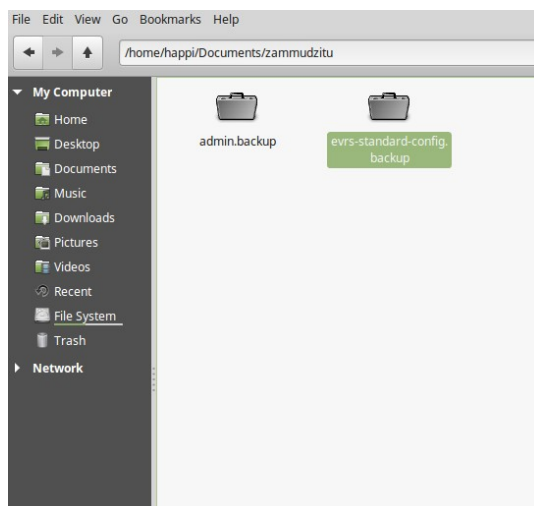 File Edit View Go Bookmarks Help
/home/happi/Documents/zammudzitu
My Computer
Home
Desktop
Documents
Music
Downloads
Pictures
Videos
Recent
File System
Trash
Network
admin.backup
evrs-standard-config.
backup